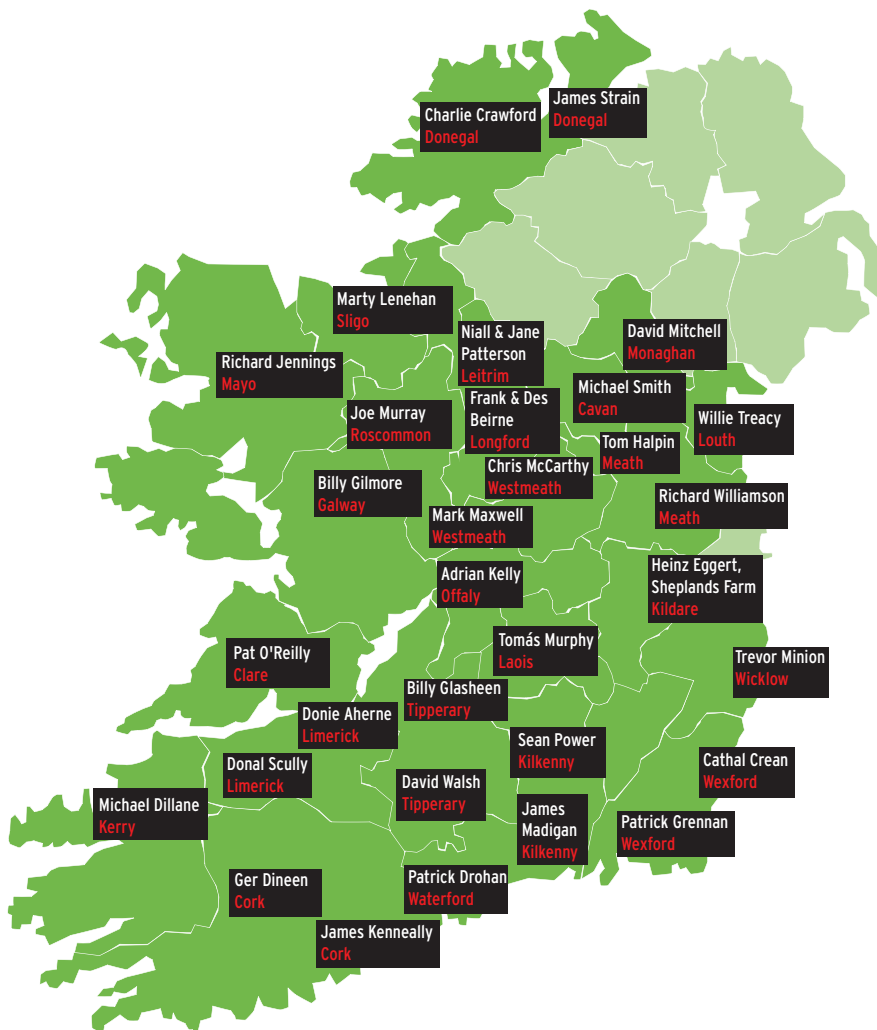 James Strain
Donegal
Charlie Crawford
Donegal
Marty Lenehan
Sligo
Niall & Jane
Patterson
Leitrim
David Mitchell
Monaghan
Richard Jennings
Mayo
Michael Smith
Cavan
Frank & Des
Beirne
Longford
Joe Murray
Roscommon
Willie Treacy
Louth
Tom Halpin
Meath
Chris McCarthy
Westmeath
Billy Gilmore
Galway
Richard Williamson
Meath
Mark Maxwell
Westmeath
Heinz Eggert,
Sheplands Farm
Kildare
Adrian Kelly
Offaly
Tomás Murphy
Laois
Pat O'Reilly
Clare
Trevor Minion
Wicklow
Billy Glasheen
Tipperary
Donie Aherne
Limerick
Sean Power
Kilkenny
Cathal Crean
Wexford
Donal Scully
Limerick
David Walsh
Tipperary
Michael Dillane
Kerry
James
Madigan
Kilkenny
Patrick Grennan
Wexford
Ger Dineen
Cork
Patrick Drohan
Waterford
James Kenneally
Cork